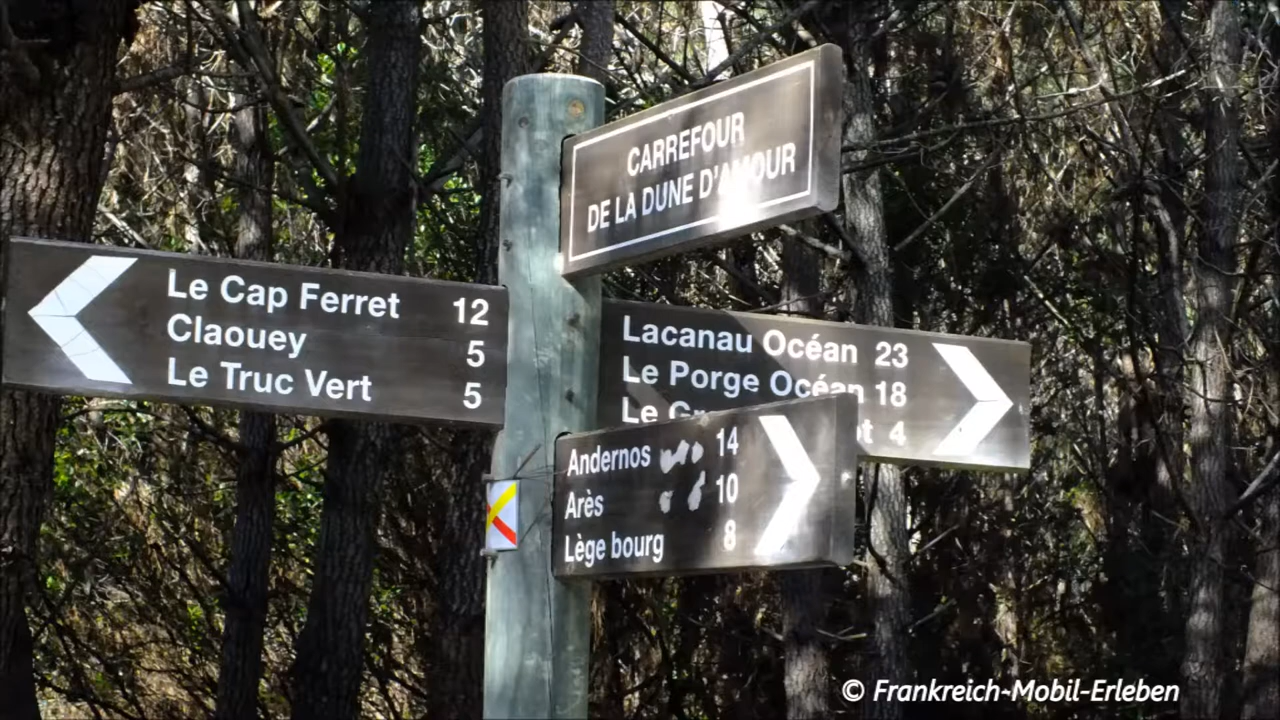 CARREFOUR
DE LA DUNE D'AMOUR
Le Cap Ferret 12
Claouey 5
Le Truc Vert 5
Lacanau Océan 23
Le Porge Océan 18
Le 4
Andernos 14
Arès 10
Lège bourg 8
© Frankreich-Mobil-Erleben